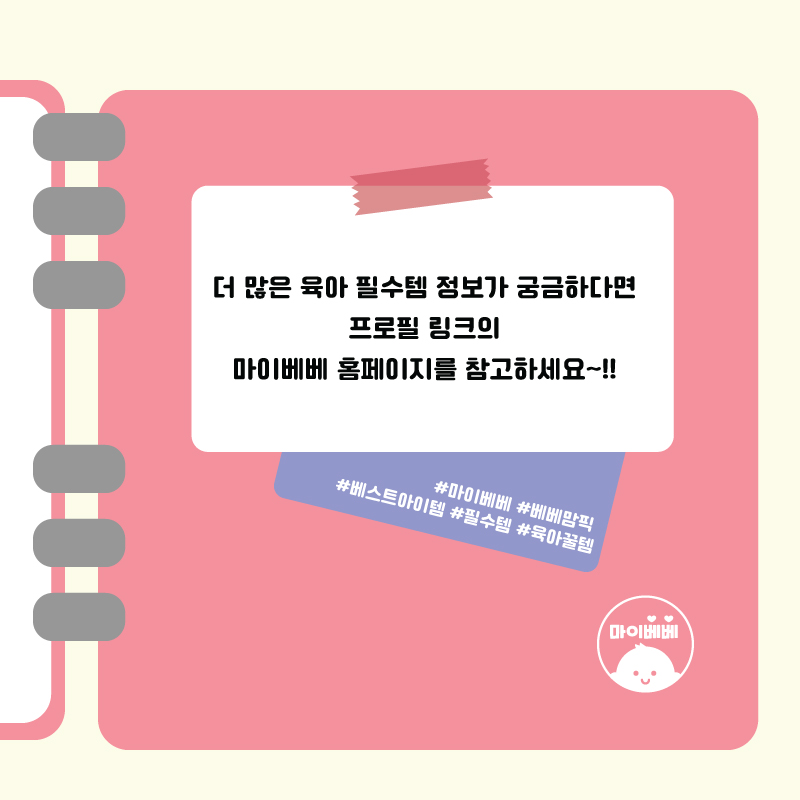 더 많은 육아 필수템 정보가 궁금하다면
프로필 링크의
마이베베 홈페이지를 참고하세요~!!
#마이베베 #베베맘픽
#베스트아이템 #필수템 #육아꿀템
마이베베